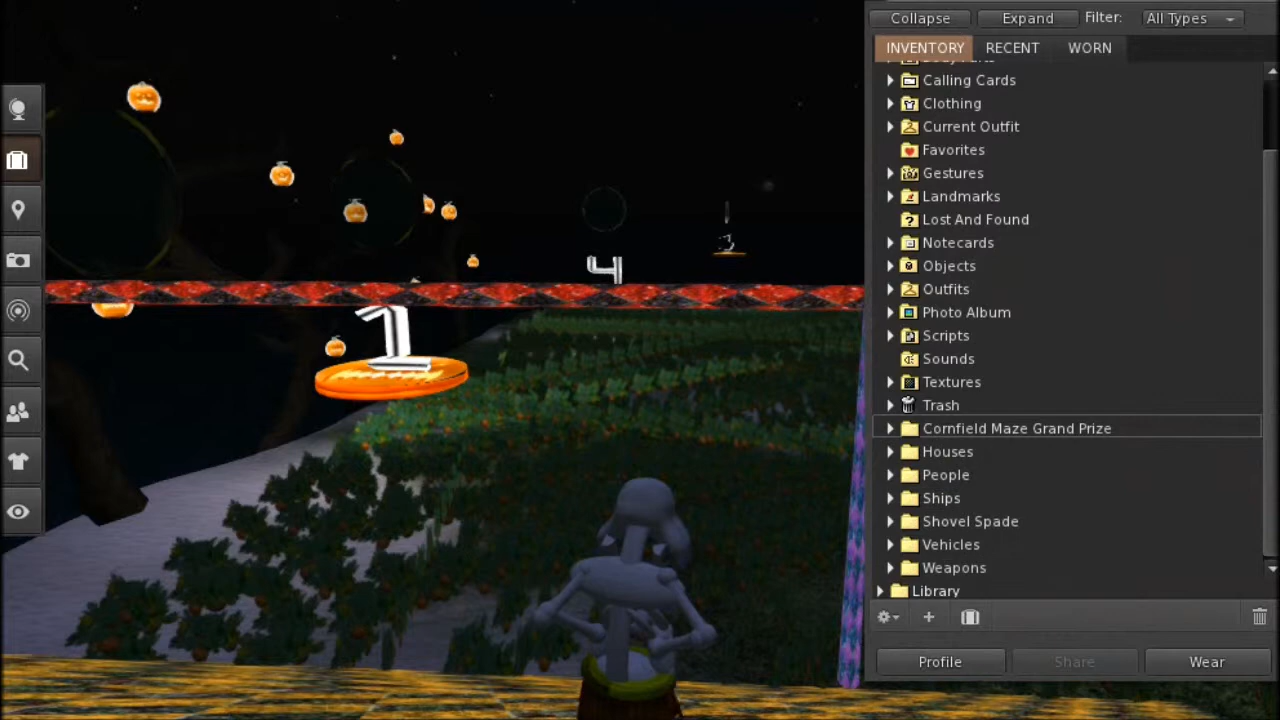 Collapse Expand Filter: All Types
INVENTORY RECENT WORN
Body Parts
Calling Cards
Clothing
Current Outfit
Favorites
Gestures
Landmarks
Lost And Found
Notecards
Objects
Outfits
Photo Album
Scripts
Sounds
Textures
Trash
Cornfield Maze Grand Prize
Houses
People
Ships
Shovel Spade
Vehicles
Weapons
Library
Profile Share Wear
4
1